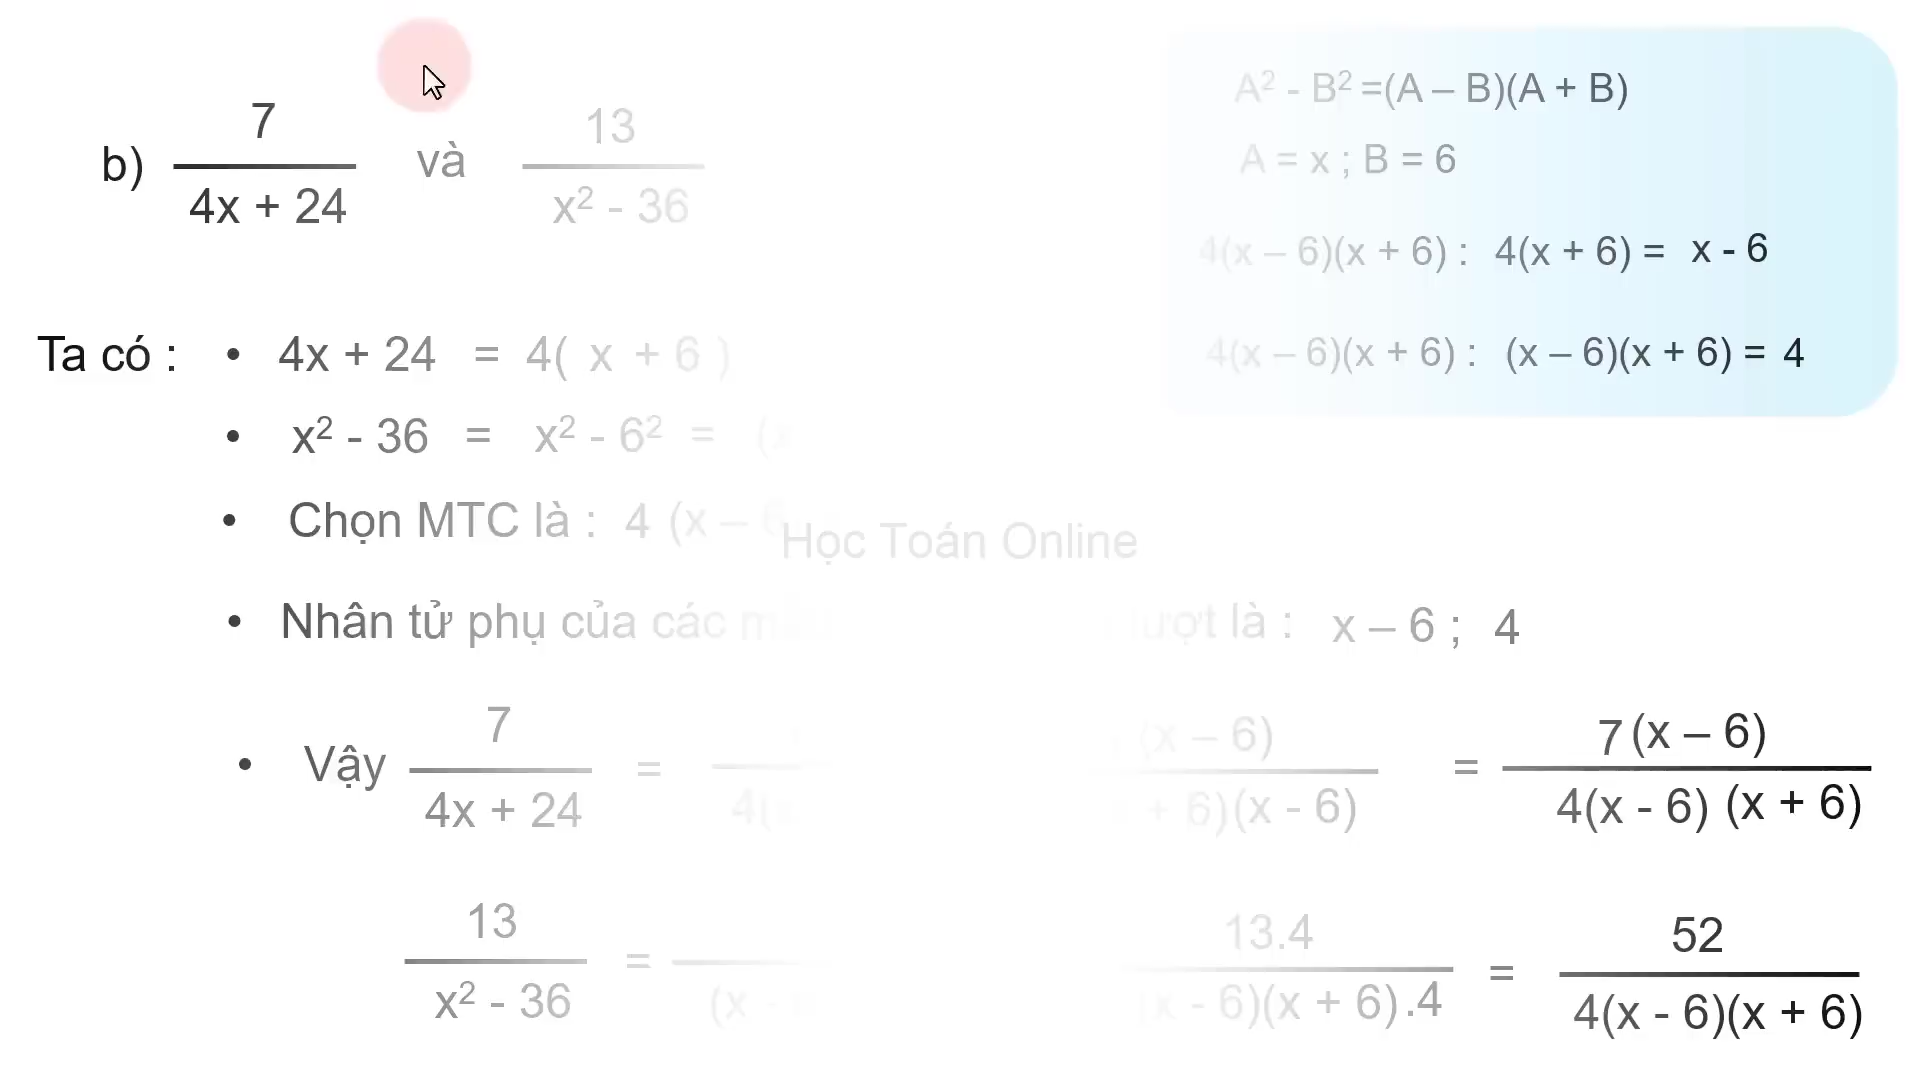 b) 7 / 4x + 24 và 13 / x² - 36
A² - B² =(A – B)(A + B)
A = x ; B = 6
4(x – 6)(x + 6) : 4(x + 6) = x - 6
4(x – 6)(x + 6) : (x – 6)(x + 6) = 4
Ta có : • 4x + 24 = 4( x + 6 )
• x² - 36 = x² - 6² = (x
• Chọn MTC là : 4 (x – 6
Học Toán Online
• Nhân tử phụ của các là : x – 6 ; 4
• Vậy 7 / 4x + 24 = (x – 6) / + 6)(x - 6) = 7 (x – 6) / 4(x - 6) (x + 6)
13 / x² - 36 = 13.4 / (x - 6)(x + 6) .4 = 52 / 4(x - 6)(x + 6)